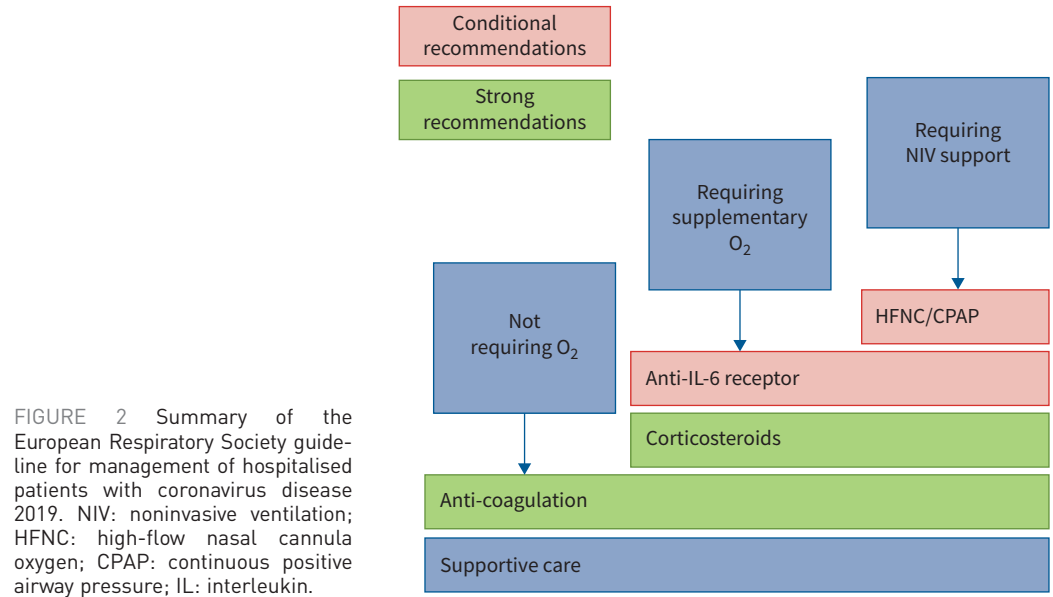 Conditional
recommendations
Strong
recommendations
Requiring
NIV support
Requiring
supplementary
O₂
Not
requiring O₂
HFNC/CPAP
Anti-IL-6 receptor
Corticosteroids
Anti-coagulation
Supportive care
FIGURE 2 Summary of the
European Respiratory Society guide-
line for management of hospitalised
patients with coronavirus disease
2019. NIV: noninvasive ventilation;
HFNC: high-flow nasal cannula
oxygen; CPAP: continuous positive
airway pressure; IL: interleukin.